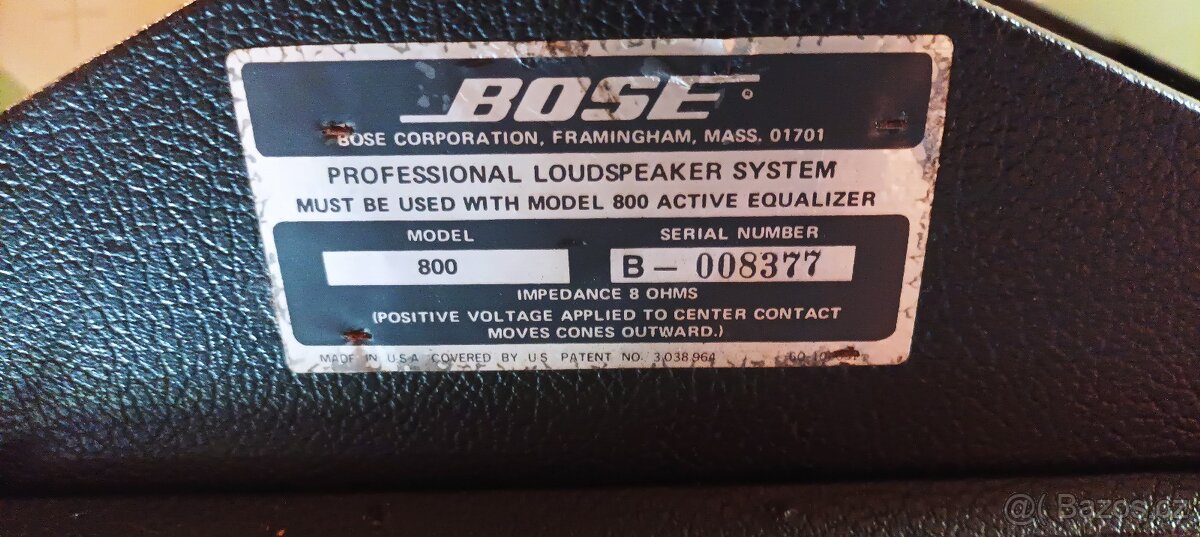 BOSE®
BOSE CORPORATION, FRAMINGHAM, MASS. 01701
PROFESSIONAL LOUDSPEAKER SYSTEM
MUST BE USED WITH MODEL 800 ACTIVE EQUALIZER
MODEL SERIAL NUMBER
800 B-008377
IMPEDANCE 8 OHMS
(POSITIVE VOLTAGE APPLIED TO CENTER CONTACT
MOVES CONES OUTWARD.)
MADE IN U.S.A. COVERED BY U.S. PATENT NO. 3,038,964
Bazos.cz